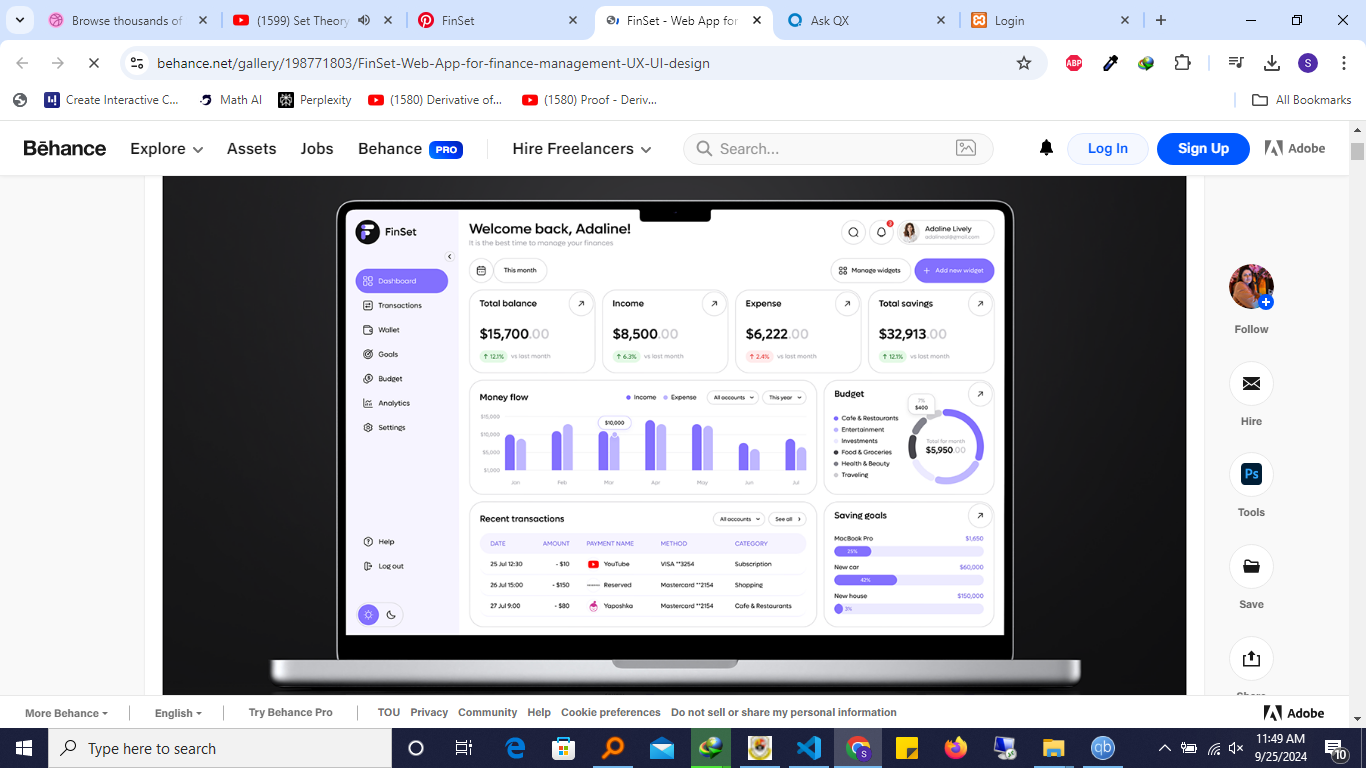 Browse thousands of
(1599) Set Theory
FinSet
FinSet - Web App for
Ask QX
Login
behance.net/gallery/198771803/FinSet-Web-App-for-finance-management-UX-UI-design
ABP
S
Create Interactive C...
Math AI
Perplexity
(1580) Derivative of...
(1580) Proof - Deriv...
All Bookmarks
Bēhance
Explore
Assets
Jobs
Behance PRO
Hire Freelancers
Search...
Log In
Sign Up
Adobe
FinSet
Dashboard
Transactions
Wallet
Goals
Budget
Analytics
Settings
Help
Log out
Welcome back, Adaline!
It is the best time to manage your finances
Adaline Lively
This month
Manage widgets
+ Add new widget
Total balance
$15,700.00
↑ 12.1% vs last month
Income
$8,500.00
↑ 6.3% vs last month
Expense
$6,222.00
↑ 2.4% vs last month
Total savings
$32,913.00
↑ 12.1% vs last month
Money flow
Income
Expense
All accounts
This year
$15,000
$10,000
$5,000
$1,000
$10,000
Jan Feb Mar Apr May Jun Jul
Budget
Cafe & Restaurants
Entertainment
Investments
Food & Groceries
Health & Beauty
Traveling
7%
$400
Total for month
$5,950.00
Recent transactions
All accounts
See all
DATE AMOUNT PAYMENT NAME METHOD CATEGORY
25 Jul 12:30 - $10 YouTube VISA **3254 Subscription
26 Jul 15:00 - $150 Reserved Mastercard **2154 Shopping
27 Jul 9:00 - $80 Yaposhka Mastercard **2154 Cafe & Restaurants
Saving goals
MacBook Pro $1,650
25%
New car $60,000
42%
New house $150,000
3%
Follow
Hire
Ps
Tools
Save
Share
More Behance
English
Try Behance Pro
TOU Privacy Community Help Cookie preferences Do not sell or share my personal information
Adobe
Type here to search
S
qb
11:49 AM
9/25/2024
10